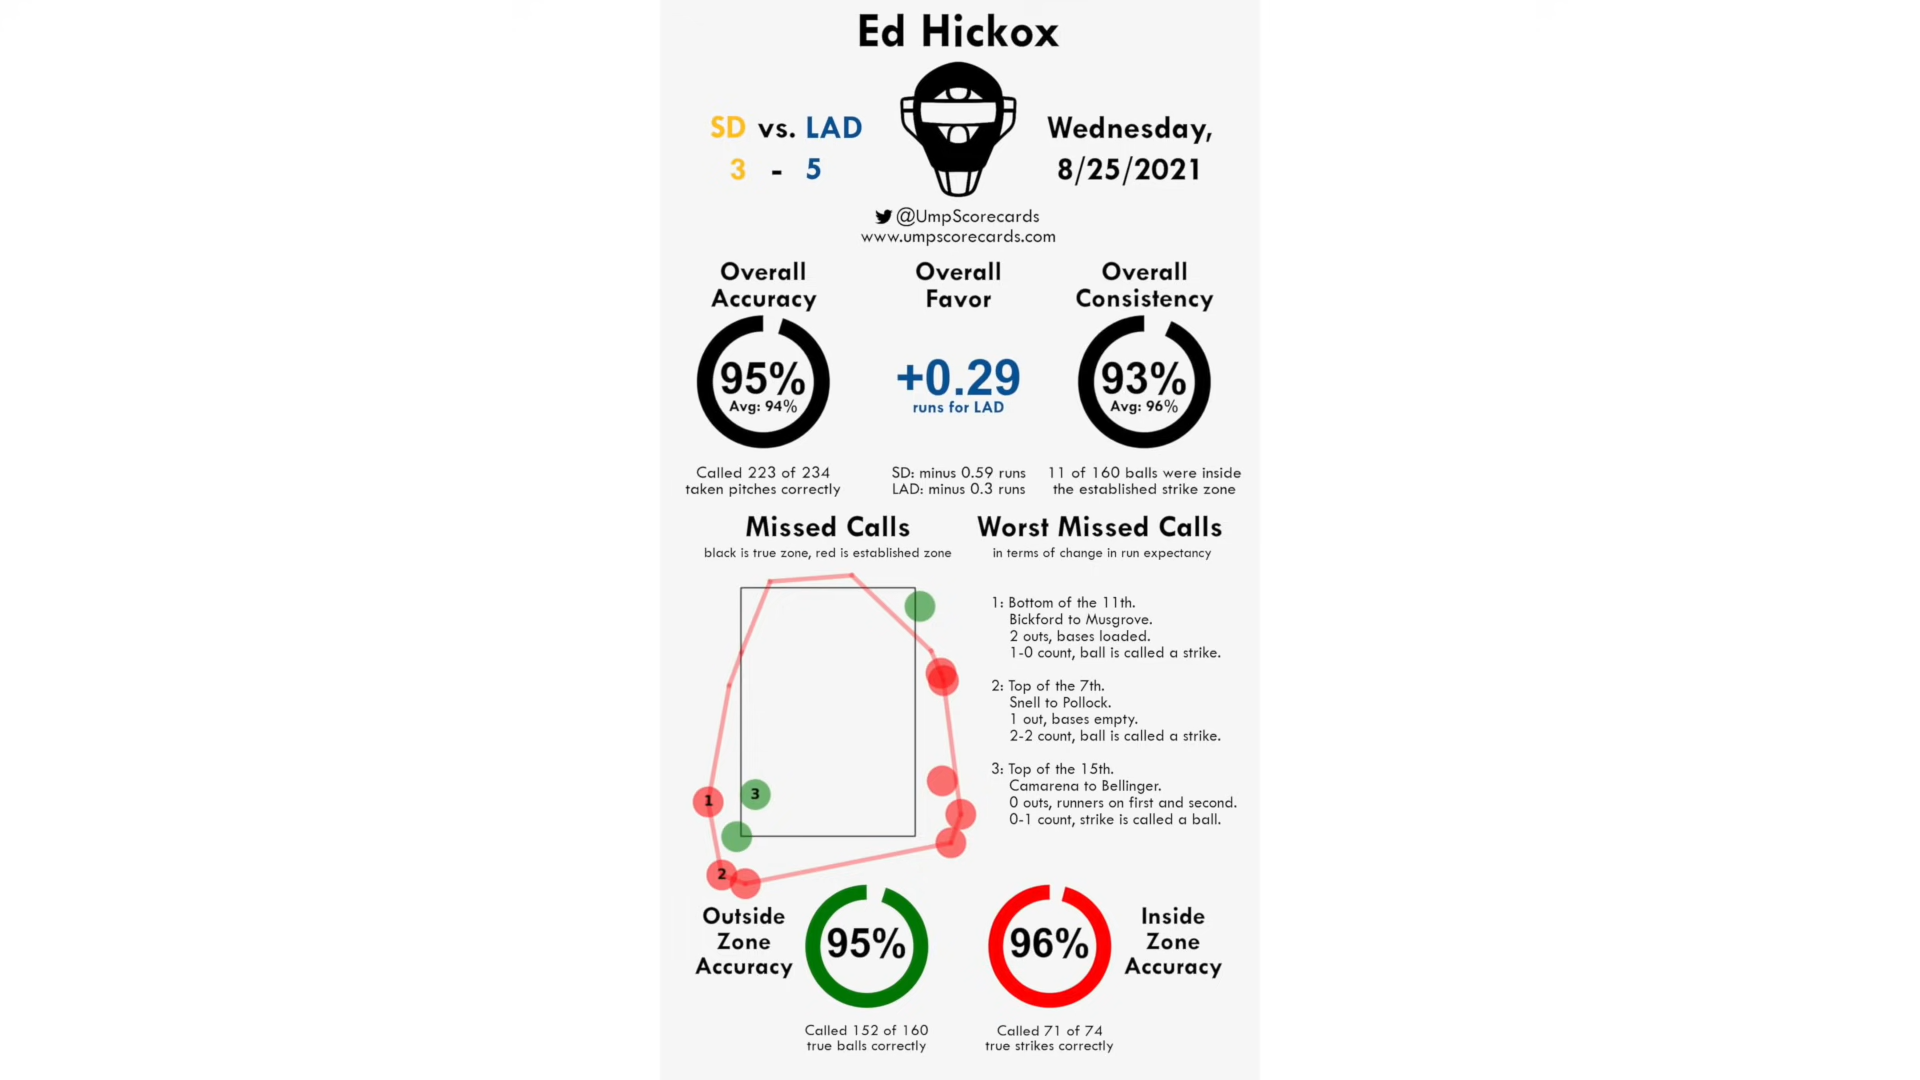 Ed Hickox
SD vs. LAD
3 - 5
Wednesday,
8/25/2021
@UmpScorecards
www.umpscorecards.com
Overall
Accuracy
95%
Avg: 94%
Called 223 of 234
taken pitches correctly
Overall
Favor
+0.29
runs for LAD
SD: minus 0.59 runs
LAD: minus 0.3 runs
Overall
Consistency
93%
Avg: 96%
11 of 160 balls were inside
the established strike zone
Missed Calls
black is true zone, red is established zone
1
3
2
Worst Missed Calls
in terms of change in run expectancy
1: Bottom of the 11th.
Bickford to Musgrove.
2 outs, bases loaded.
1-0 count, ball is called a strike.
2: Top of the 7th.
Snell to Pollock.
1 out, bases empty.
2-2 count, ball is called a strike.
3: Top of the 15th.
Camarena to Bellinger.
0 outs, runners on first and second.
0-1 count, strike is called a ball.
Outside
Zone
Accuracy
95%
Called 152 of 160
true balls correctly
96%
Called 71 of 74
true strikes correctly
Inside
Zone
Accuracy